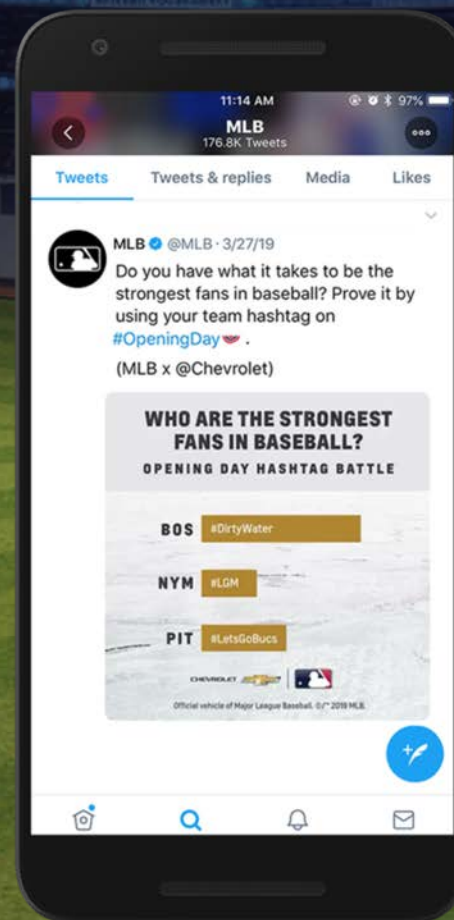 11:14 AM
97%
MLB
176.8K Tweets
Tweets
Tweets & replies
Media
Likes
MLB @MLB · 3/27/19
Do you have what it takes to be the
strongest fans in baseball? Prove it by
using your team hashtag on
#OpeningDay .
(MLB x @Chevrolet)
WHO ARE THE STRONGEST
FANS IN BASEBALL?
OPENING DAY HASHTAG BATTLE
BOS #DirtyWater
NYM #LGM
PIT #LetsGoBucs
CHEVROLET
Official vehicle of Major League Baseball. ©/™ 2019 MLB.